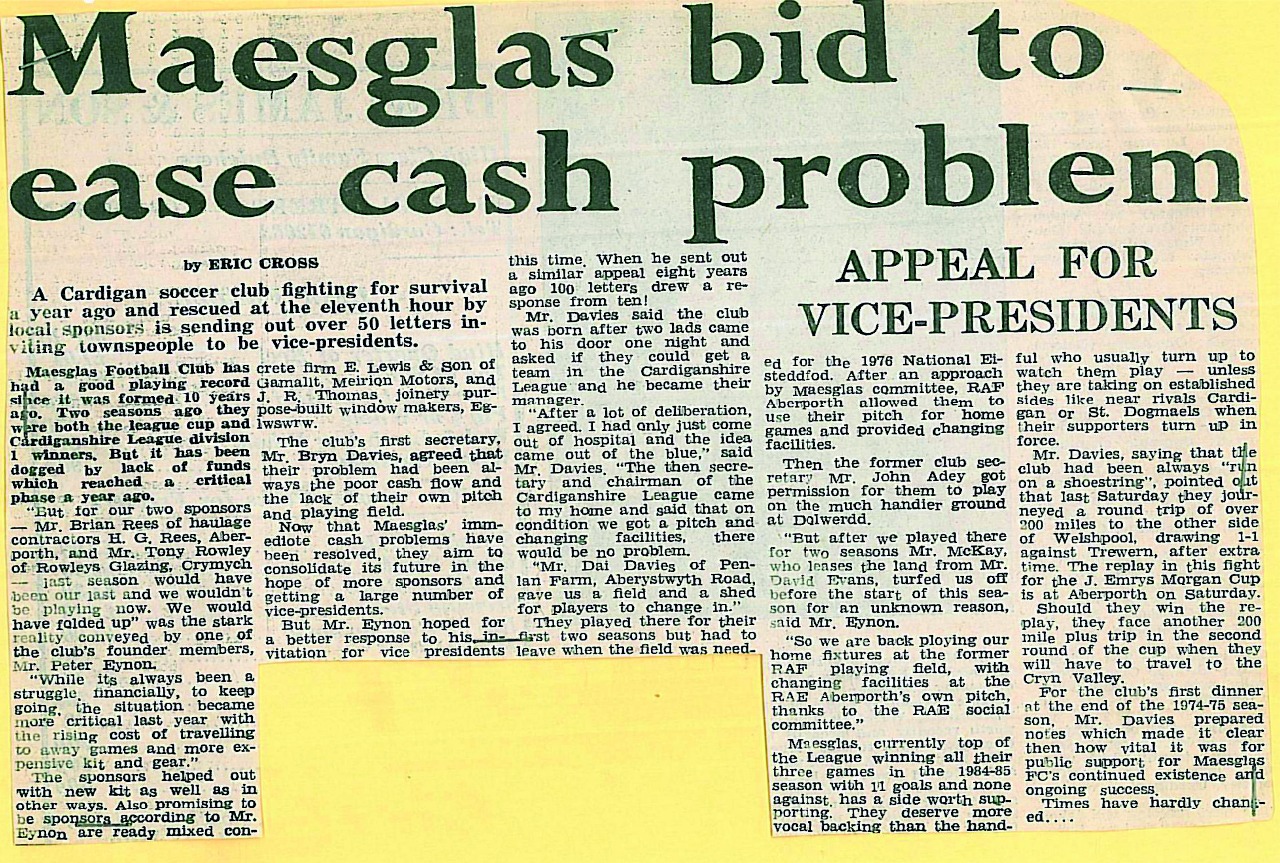 Maesglas bid to
ease cash problem
by ERIC CROSS
A Cardigan soccer club fighting for survival
a year ago and rescued at the eleventh hour by
local sponsors is sending out over 50 letters in-
viting townspeople to be vice-presidents.
Maesglas Football Club has
had a good playing record
since it was formed 10 years
ago. Two seasons ago they
were both the league cup and
Cardiganshire League division
1 winners. But it has been
dogged by lack of funds
which reached a critical
phase a year ago.
"But for our two sponsors
— Mr. Brian Rees of haulage
contractors H. G. Rees, Aber-
porth, and Mr. Tony Rowley
of Rowleys Glazing, Crymych
— last season would have
been our last and we wouldn't
be playing now. We would
have folded up" was the stark
reality conveyed by one of
the club's founder members,
Mr. Peter Eynon.
"While its always been a
struggle, financially, to keep
going, the situation became
more critical last year with
the rising cost of travelling
to away games and more ex-
pensive kit and gear."
The sponsors helped out
with new kit as well as in
other ways. Also promising to
be sponsors according to Mr.
Eynon are ready mixed con-
crete firm E. Lewis & son of
Gamallt, Meirion Motors, and
J. R. Thomas, joinery pur-
pose-built window makers, Eg-
lwswrw.
The club's first secretary,
Mr. Bryn Davies, agreed that
their problem had been al-
ways the poor cash flow and
the lack of their own pitch
and playing field.
Now that Maesglas' imm-
ediote cash problems have
been resolved, they aim to
consolidate its future in the
hope of more sponsors and
getting a large number of
vice-presidents.
But Mr. Eynon hoped for
a better response to his in-
vitation for vice presidents
this time. When he sent out
a similar appeal eight years
ago 100 letters drew a re-
sponse from ten!
Mr. Davies said the club
was born after two lads came
to his door one night and
asked if they could get a
team in the Cardiganshire
League and he became their
manager.
"After a lot of deliberation,
I agreed. I had only just come
out of hospital and the idea
came out of the blue," said
Mr. Davies. "The then secre-
tary and chairman of the
Cardiganshire League came
to my home and said that on
condition we got a pitch and
changing facilities, there
would be no problem.
"Mr. Dai Davies of Pen-
lan Farm, Aberystwyth Road,
gave us a field and a shed
for players to change in."
They played there for their
first two seasons but had to
leave when the field was need-
APPEAL FOR
VICE-PRESIDENTS
ed for the 1976 National Ei-
steddfod. After an approach
by Maesglas committee, RAF
Aberporth allowed them to
use their pitch for home
games and provided changing
facilities.
Then the former club sec-
retary Mr. John Adey got
permission for them to play
on the much handier ground
at Dolwerdd.
"But after we played there
for two seasons Mr. McKay,
who leases the land from Mr.
David Evans, turfed us off
before the start of this sea-
son for an unknown reason,
said Mr. Eynon.
"So we are back ploying our
home fixtures at the former
RAF playing field, with
changing facilities at the
RAE Aberporth's own pitch,
thanks to the RAE social
committee."
Maesglas, currently top of
the League winning all their
three games in the 1984-85
season with 11 goals and none
against, has a side worth sup-
porting. They deserve more
vocal backing than the hand-
ful who usually turn up to
watch them play — unless
they are taking on established
sides like near rivals Cardi-
gan or St. Dogmaels when
their supporters turn up in
force.
Mr. Davies, saying that the
club had been always "run
on a shoestring", pointed out
that last Saturday they jour-
neyed a round trip of over
200 miles to the other side
of Welshpool, drawing 1-1
against Trewern, after extra
time. The replay in this fight
for the J. Emrys Morgan Cup
is at Aberporth on Saturday.
Should they win the re-
play, they face another 200
mile plus trip in the second
round of the cup when they
will have to travel to the
Cryn Valley.
For the club's first dinner
at the end of the 1974-75 sea-
son, Mr. Davies prepared
notes which made it clear
then how vital it was for
public support for Maesglas
FC's continued existence and
ongoing success.
Times have hardly chang-
ed....